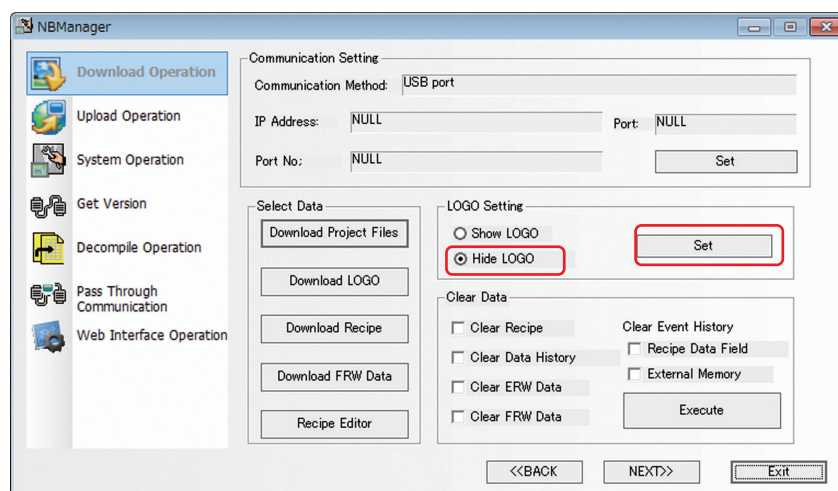 NBManager
Download Operation
Upload Operation
System Operation
Get Version
Decompile Operation
Pass Through
Communication
Web Interface Operation
Communication Setting
Communication Method: USB port
IP Address: NULL
Port: NULL
Port No; NULL
Set
Select Data
Download Project Files
Download LOGO
Download Recipe
Download FRW Data
Recipe Editor
LOGO Setting
Show LOGO
Hide LOGO
Set
Clear Data
Clear Recipe
Clear Data History
Clear ERW Data
Clear FRW Data
Clear Event History
Recipe Data Field
External Memory
Execute
<<BACK
NEXT>>
Exit